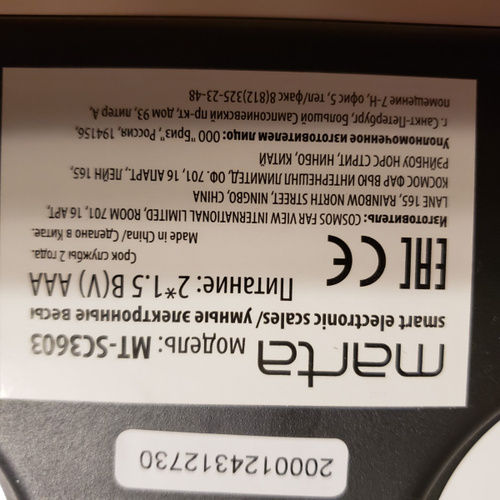 2000124312730
marta модель: MT-SC3603
smart electronic scales/ умные электронные весы
Питание: 2*1.5 В(V) AAA
Срок службы 2 года.
Made in China/ Сделано в Китае.
EAC CE
Изготовитель: COSMOS FAR VIEW INTERNATIONAL LIMITED, ROOM 701, 16 APT,
LANE 165, RAINBOW NORTH STREET, NINGBO, CHINA
КОСМОС ФАР ВЬЮ ИНТЕРНЕШНЛ ЛИМИТЕД, ОФ. 701, 16 АПАРТ., ЛЕЙН 165,
РЭЙНБОУ НОРС СТРИТ, НИНБО, КИТАЙ
Уполномоченное изготовителем лицо: ООО "Бриз", Россия, 194156,
г. Санкт-Петербург, Большой Сампсониевский пр-кт, дом 93, литер А,
помещение 7-Н, офис 5, тел/факс 8(812)325-23-48